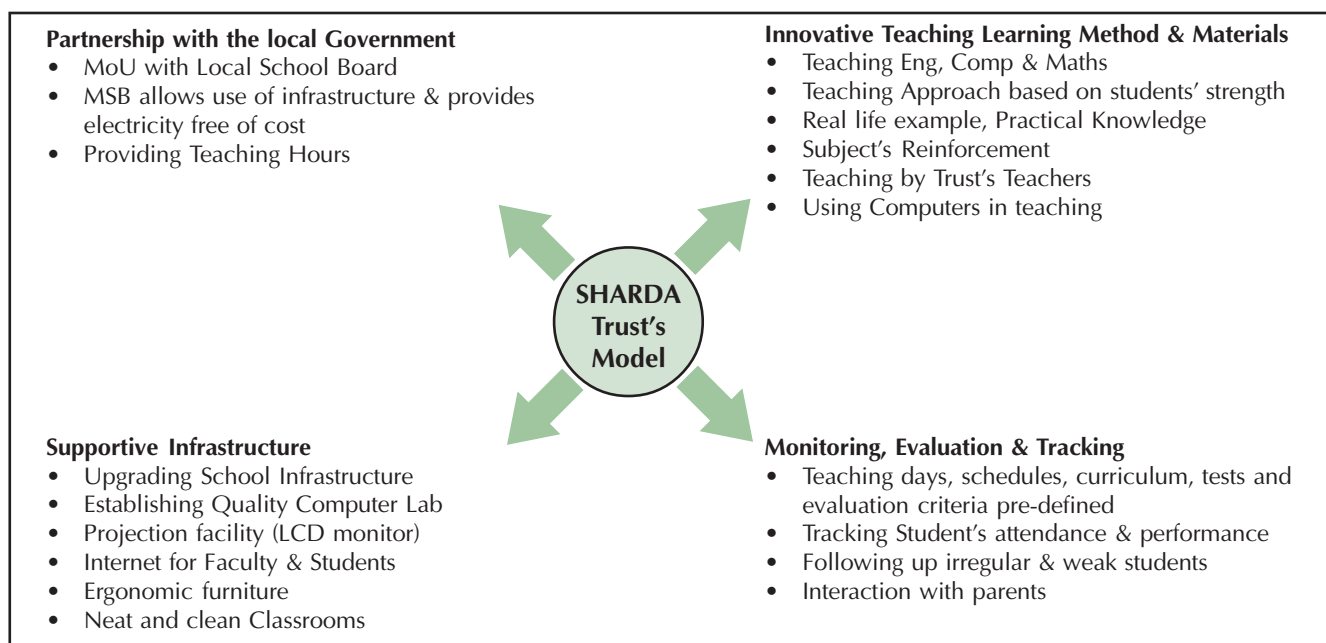 Partnership with the local Government
• MoU with Local School Board
• MSB allows use of infrastructure & provides
electricity free of cost
• Providing Teaching Hours
Innovative Teaching Learning Method & Materials
• Teaching Eng, Comp & Maths
• Teaching Approach based on students’ strength
• Real life example, Practical Knowledge
• Subject’s Reinforcement
• Teaching by Trust’s Teachers
• Using Computers in teaching
SHARDA
Trust’s
Model
Supportive Infrastructure
• Upgrading School Infrastructure
• Establishing Quality Computer Lab
• Projection facility (LCD monitor)
• Internet for Faculty & Students
• Ergonomic furniture
• Neat and clean Classrooms
Monitoring, Evaluation & Tracking
• Teaching days, schedules, curriculum, tests and
evaluation criteria pre-defined
• Tracking Student’s attendance & performance
• Following up irregular & weak students
• Interaction with parents